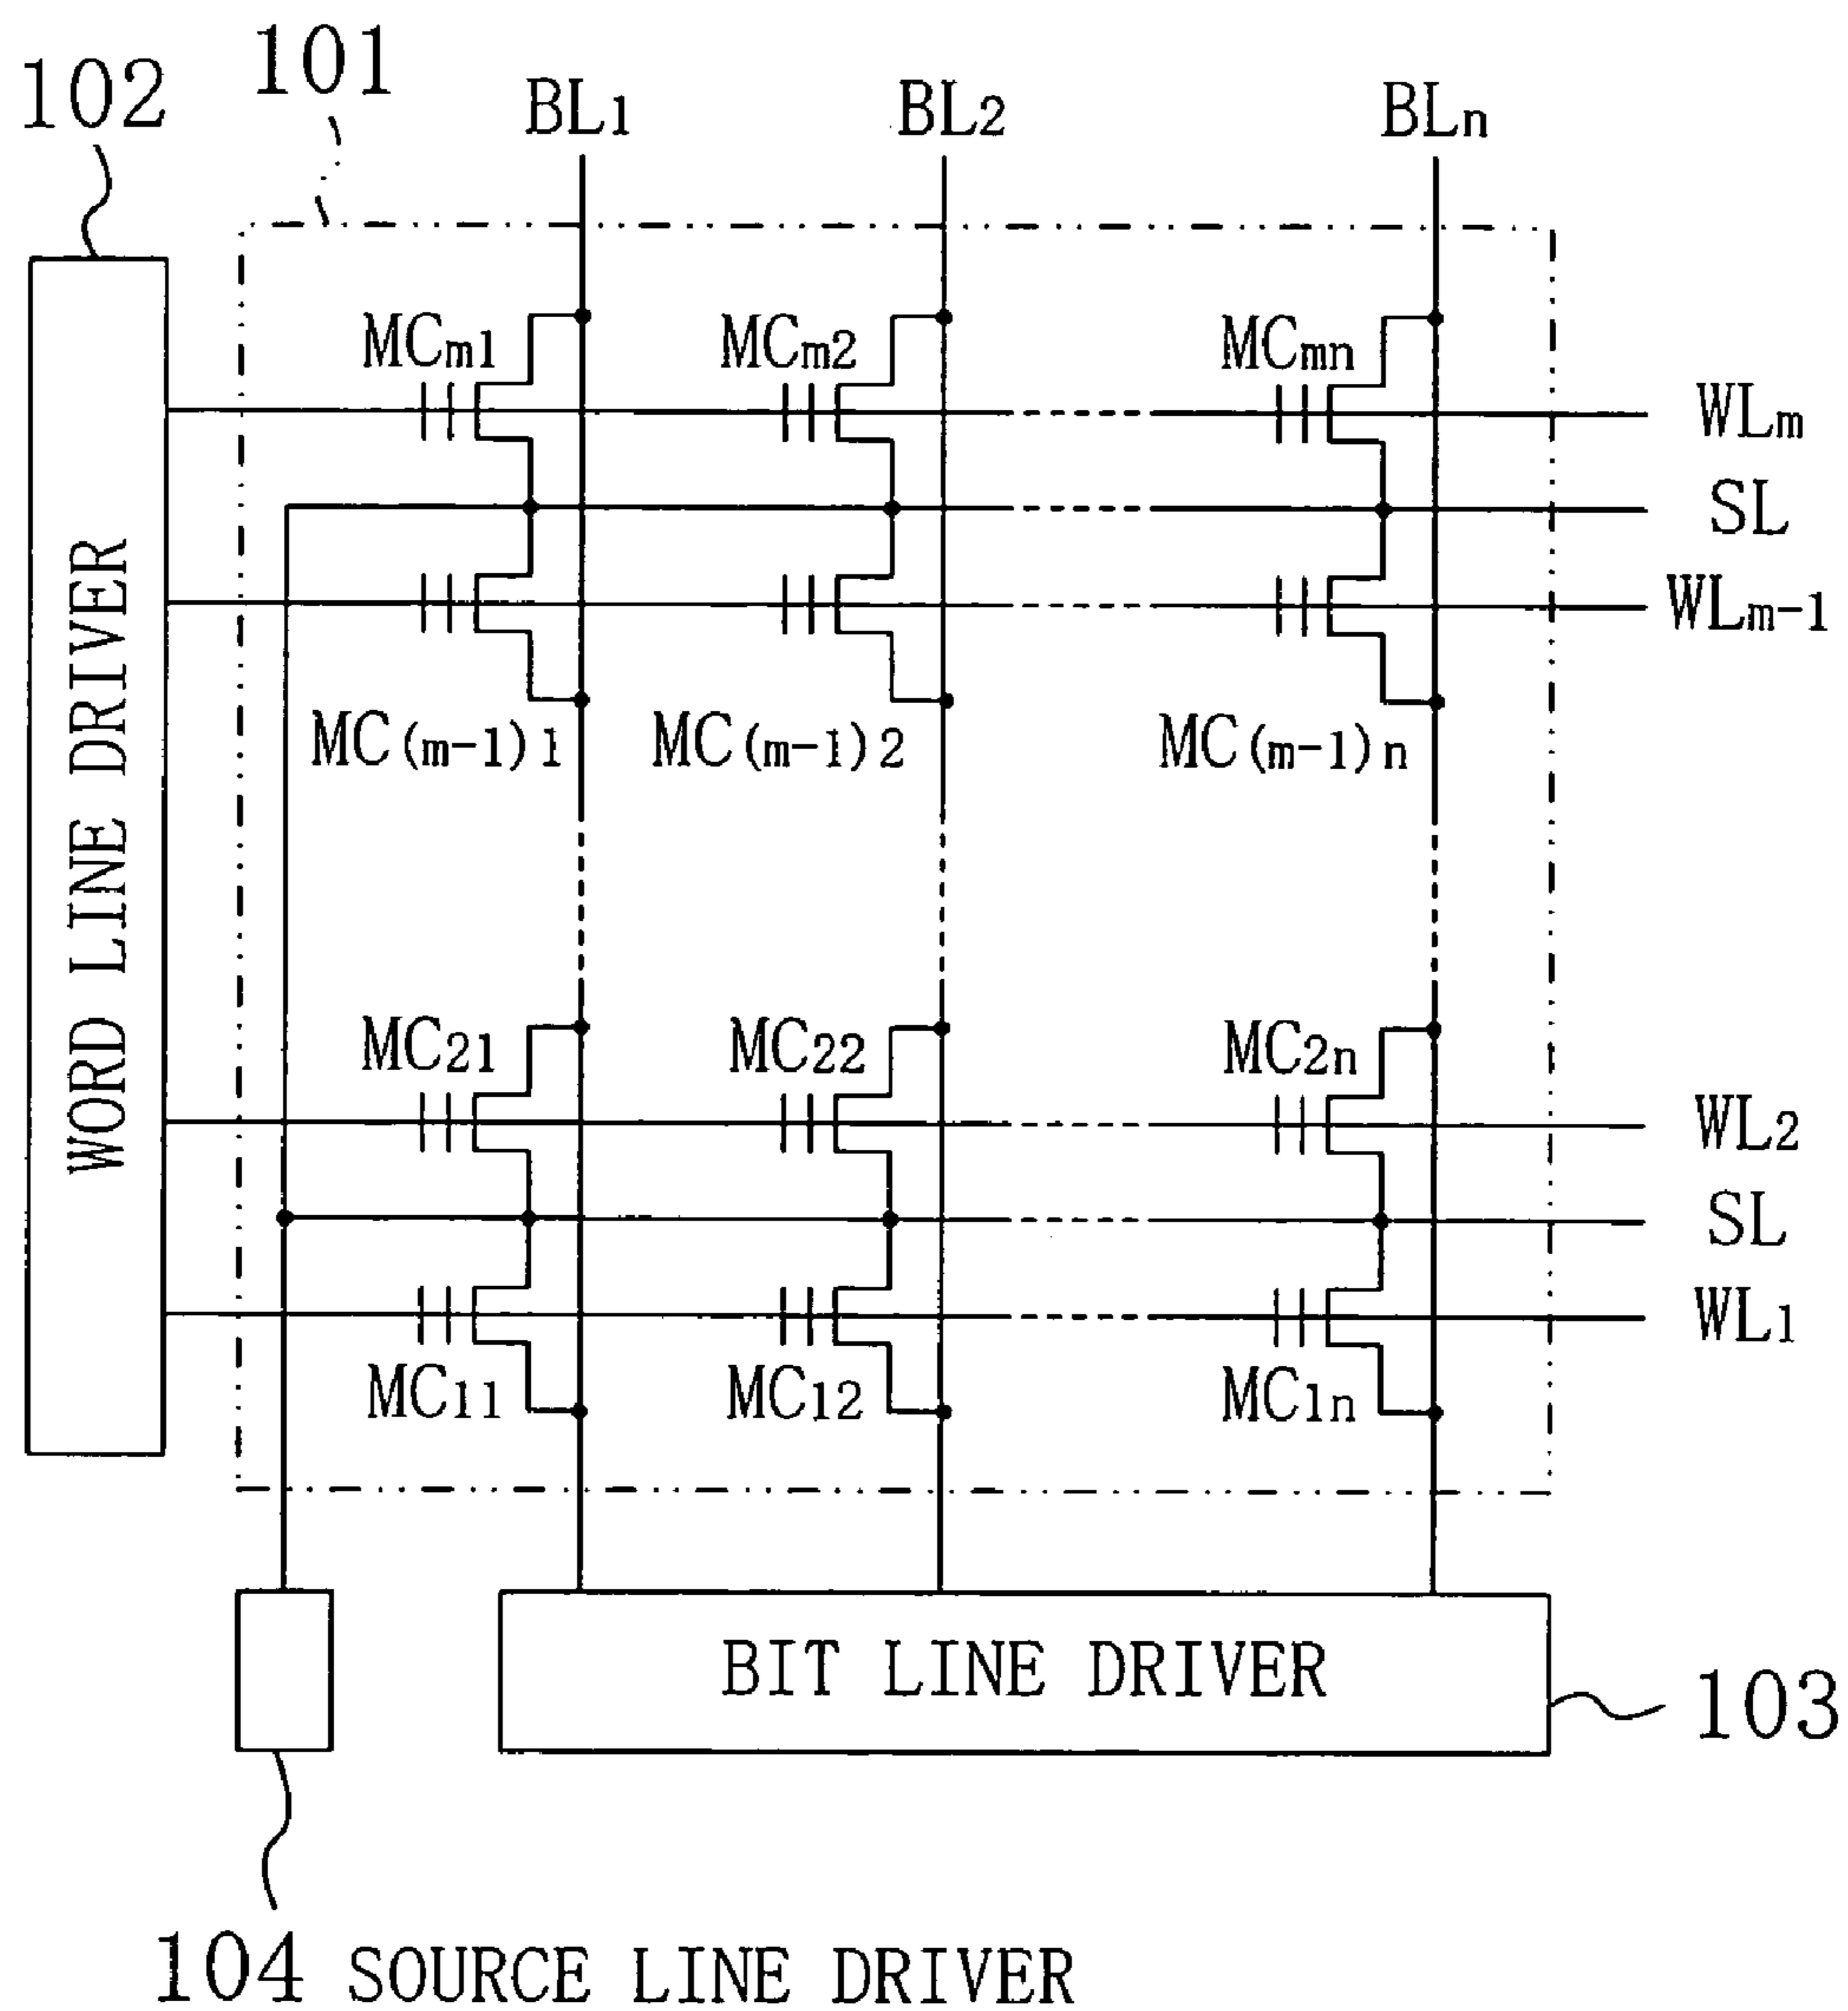 101
102
BL1 BL2 BLn
MCm1 MCm2 MCmn
WLm
SL
WLm-1
MC(m-1)1 MC(m-1)2 MC(m-1)n
WORD LINE DRIVER
MC21 MC22 MC2n
WL2
SL
WL1
MC11 MC12 MC1n
BIT LINE DRIVER
103
104 SOURCE LINE DRIVER